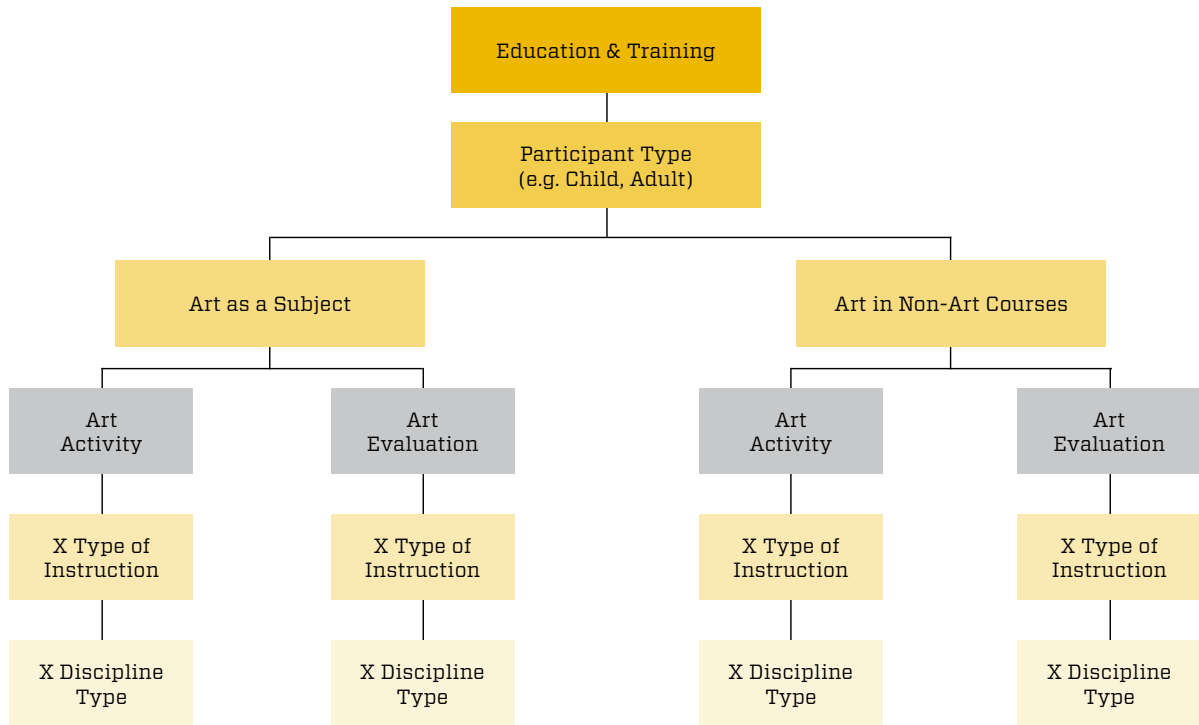 Education & Training
Participant Type
(e.g. Child, Adult)
Art as a Subject
Art in Non-Art Courses
Art
Activity
Art
Evaluation
Art
Activity
Art
Evaluation
X Type of
Instruction
X Type of
Instruction
X Type of
Instruction
X Type of
Instruction
X Discipline
Type
X Discipline
Type
X Discipline
Type
X Discipline
Type